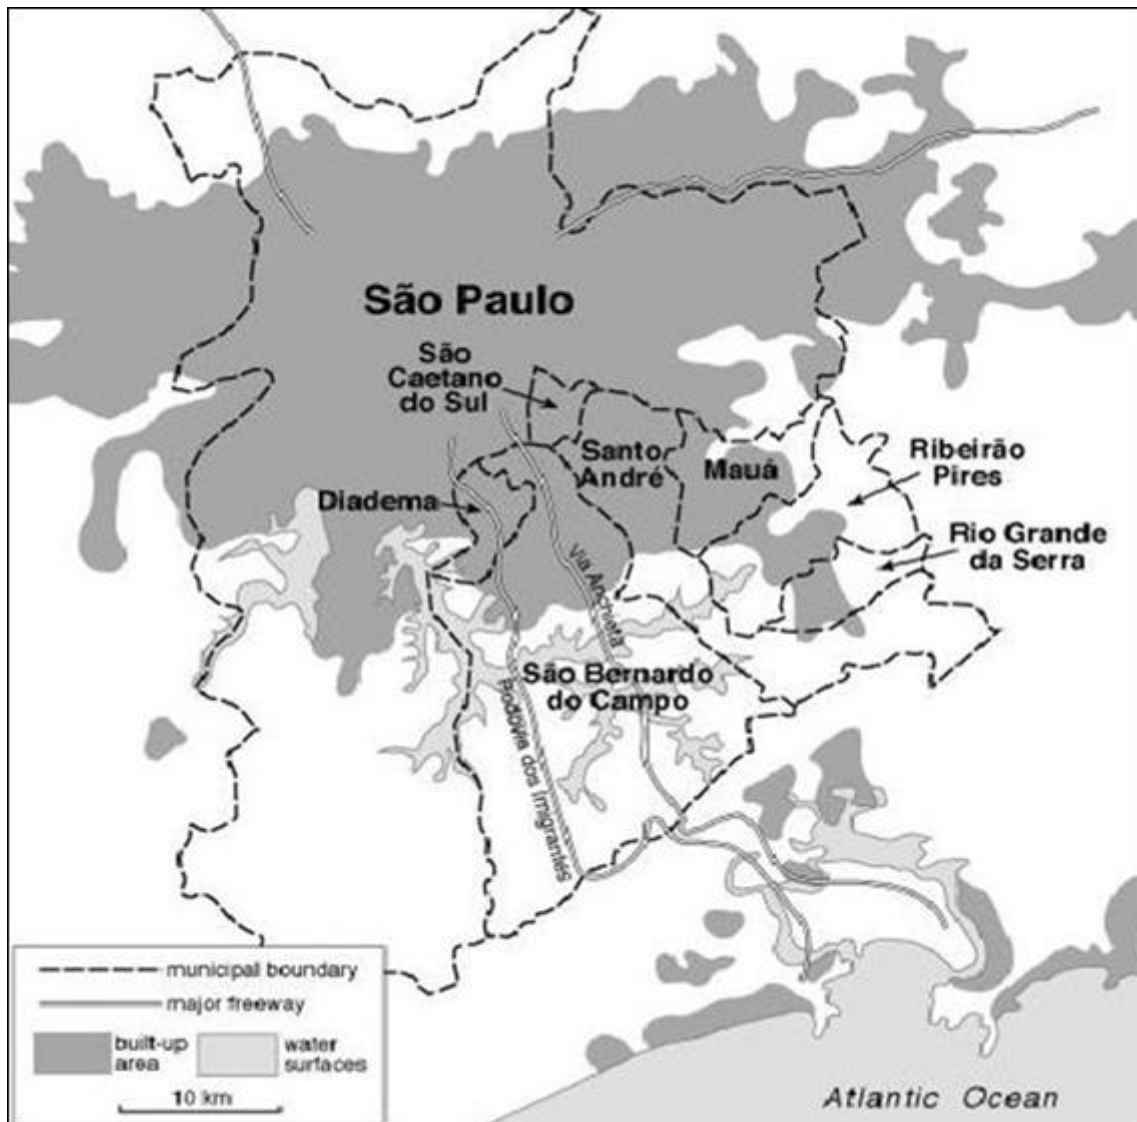 São Paulo
São
Caetano
do Sul
Santo
André
Mauá
Ribeirão
Pires
Diadema
Rio Grande
da Serra
Via Anchieta
São Bernardo
do Campo
Rodovia dos Imigrantes
municipal boundary
major freeway
built-up
area
water
surfaces
10 km
Atlantic Ocean